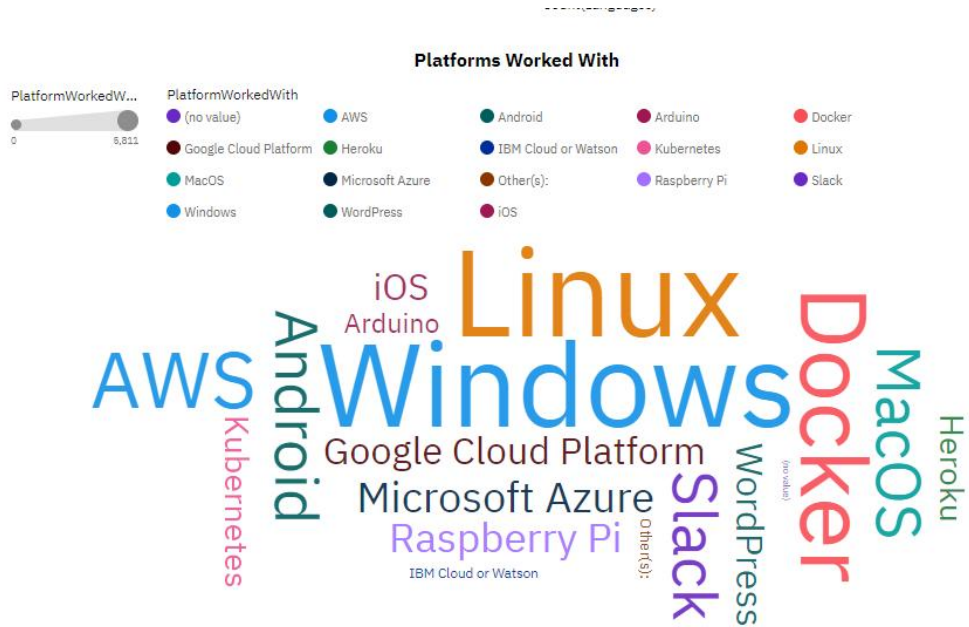 Platforms Worked With
PlatformWorkedW...
0
PlatformWorkedWith
(no value)
AWS
Android
Arduino
Docker
Google Cloud Platform
Heroku
IBM Cloud or Watson
Kubernetes
Linux
MacOS
Microsoft Azure
Other(s):
Raspberry Pi
Slack
Windows
WordPress
iOS
Linux
iOS
Arduino
Windows
AWS
Android
Docker
MacOS
Kubernetes
Google Cloud Platform
Microsoft Azure
Raspberry Pi
IBM Cloud or Watson
Other(s):
Slack
WordPress
(no value)
Heroku